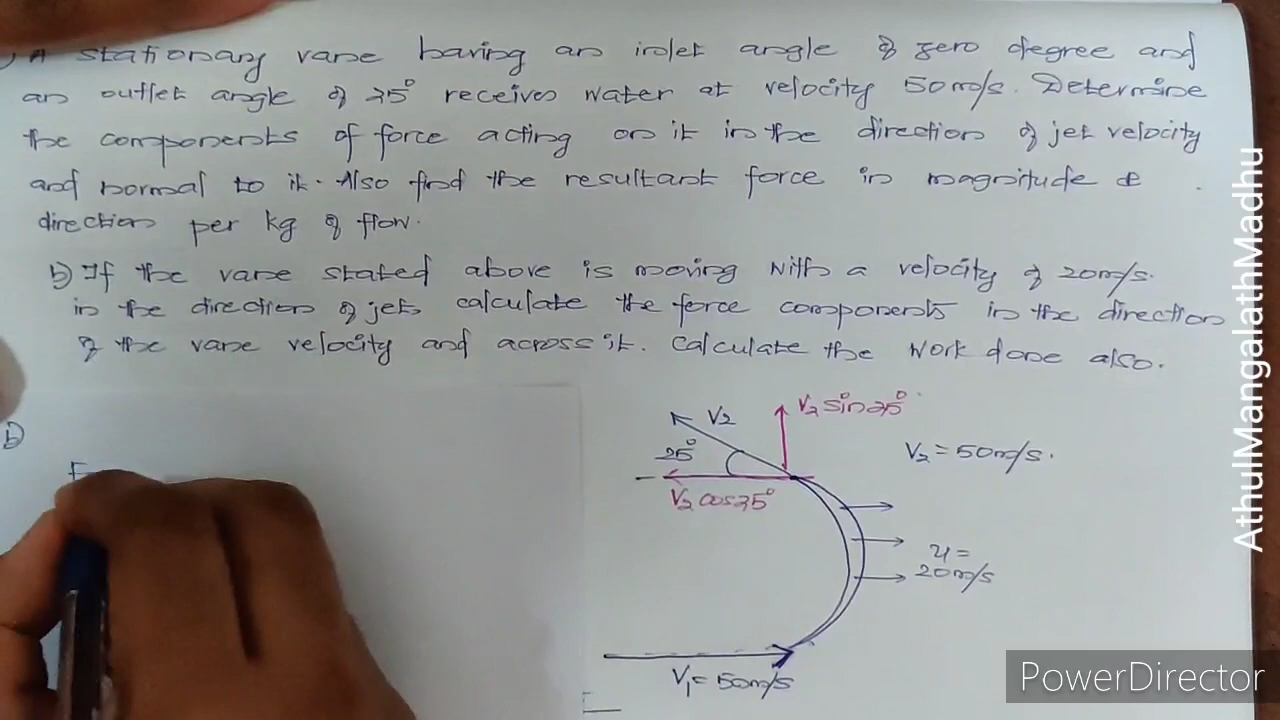 A stationary vane having an inlet angle of zero degree and
an outlet angle of 25° receives water at velocity 50m/s. Determine
the components of force acting on it in the direction of jet velocity
and normal to it. Also find the resultant force in magnitude &
direction per kg of flow.
b) If the vane stated above is moving with a velocity of 20m/s.
in the direction of jet, calculate the force components in the direction
of the vane velocity and across it. Calculate the work done also.
V2 sin25°
V2
25°
V2 = 50m/s.
V2 cos25°
u =
20m/s
V1 = 50m/s
AthulMangalathMadhu
PowerDirector